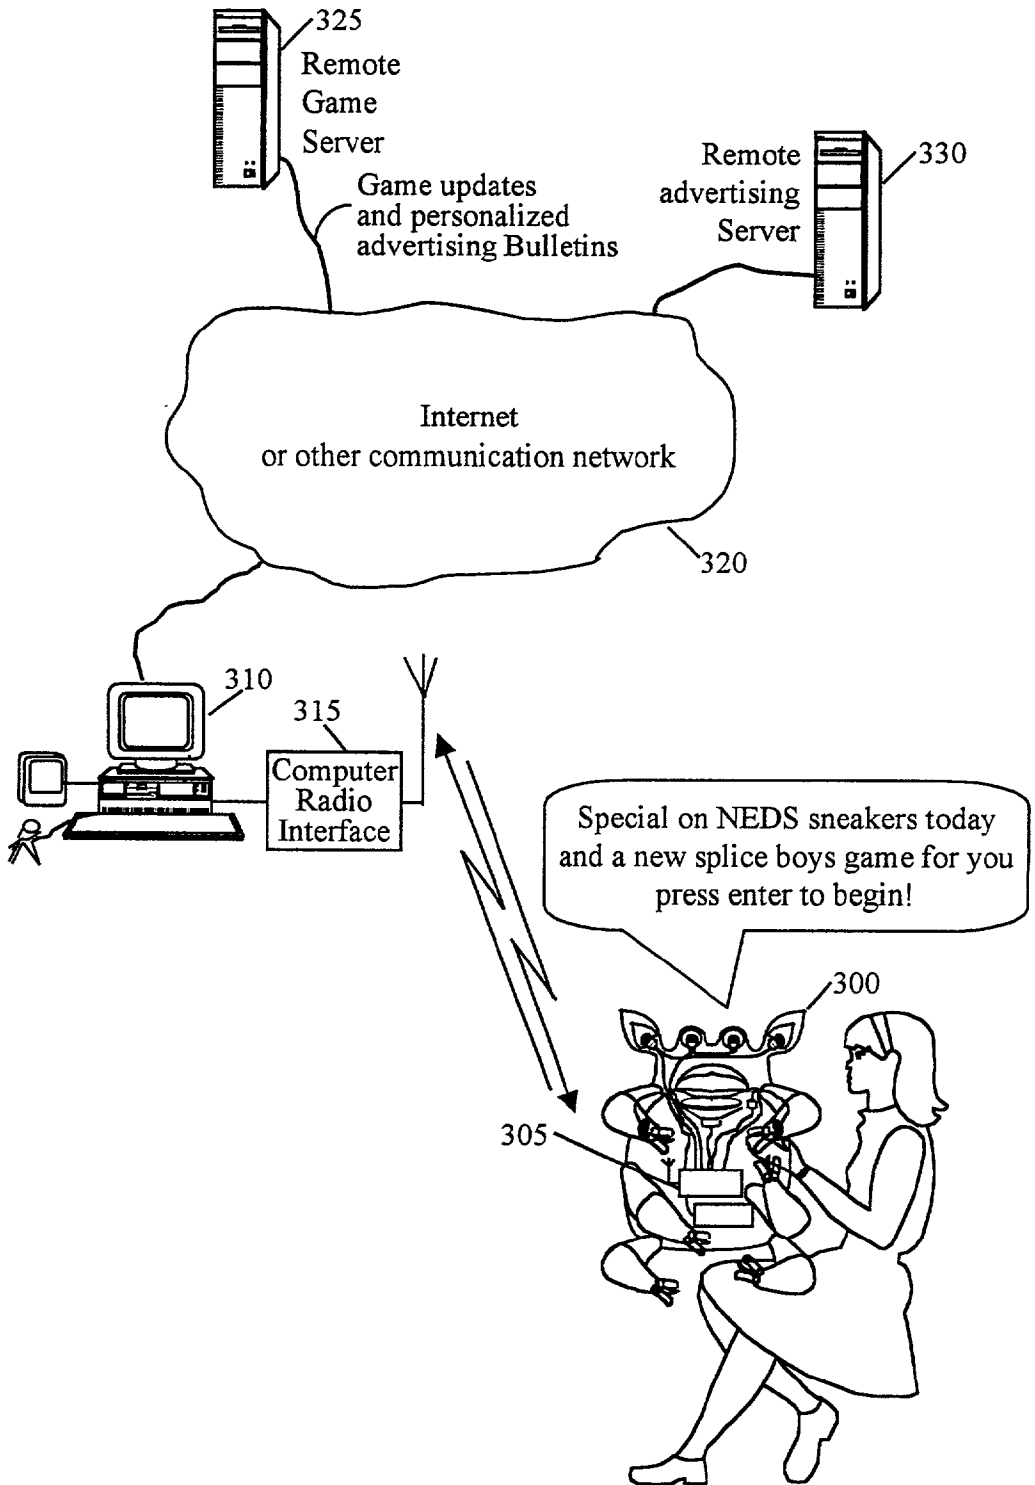 325
Remote
Game
Server
Game updates
and personalized
advertising Bulletins
Remote
advertising
Server
330
Internet
or other communication network
320
310
315
Computer
Radio
Interface
Special on NEDS sneakers today
and a new splice boys game for you
press enter to begin!
300
305